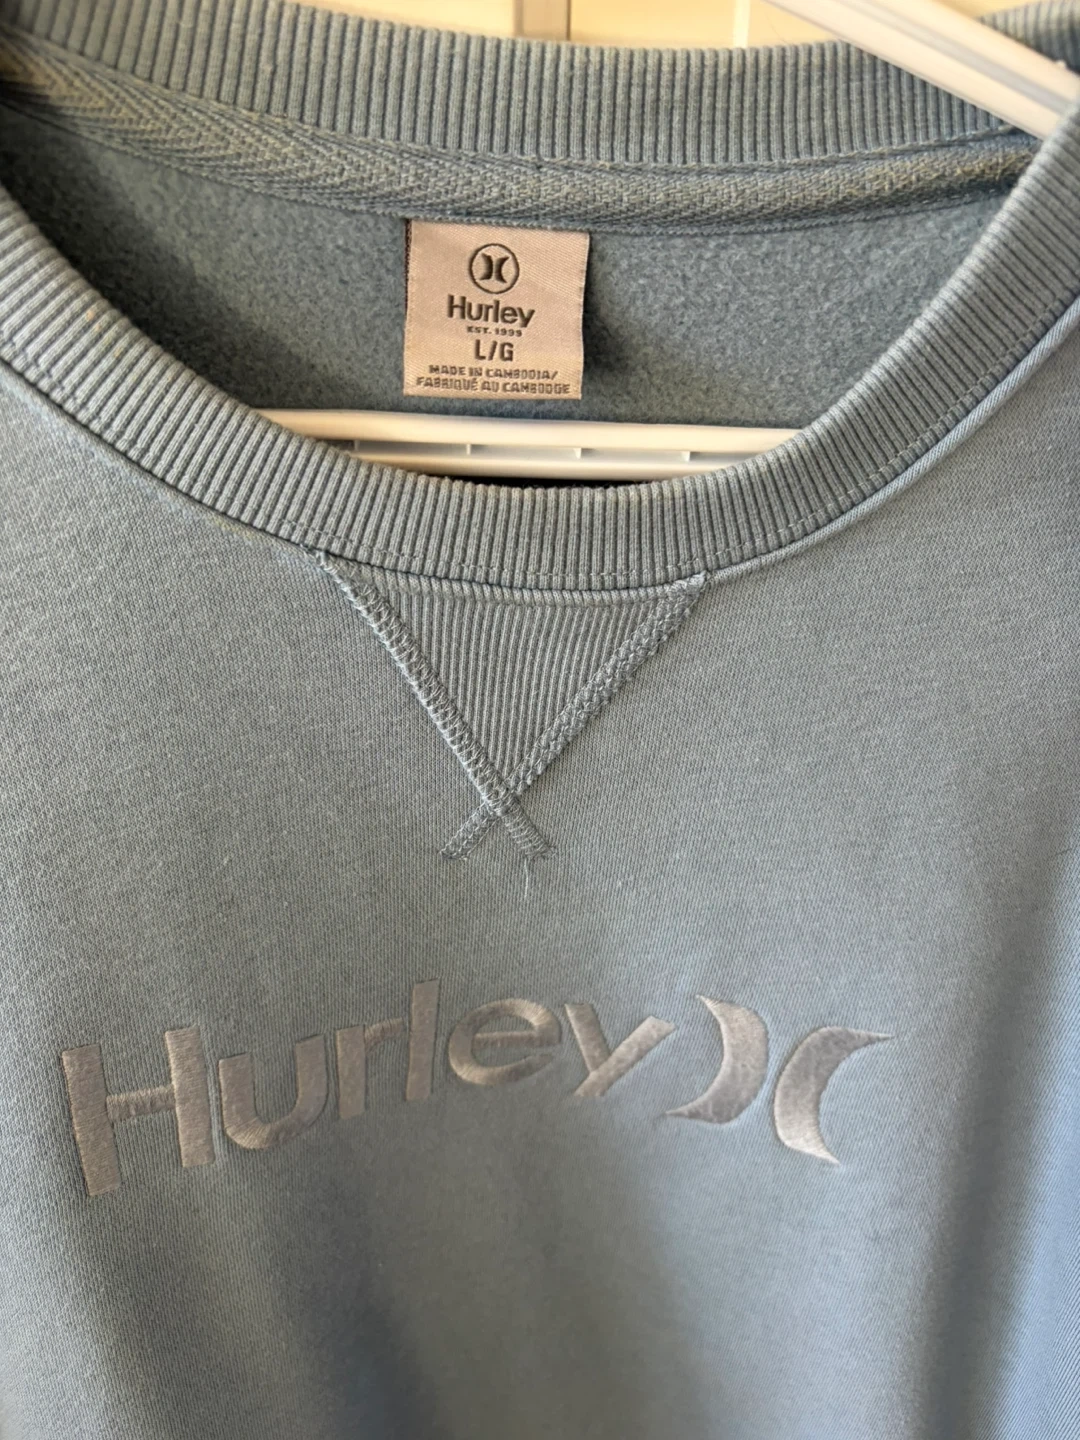 Hurley
EST. 1999
L/G
MADE IN CAMBODIA/
FABRIQUÉ AU CAMBODGE
Hurley